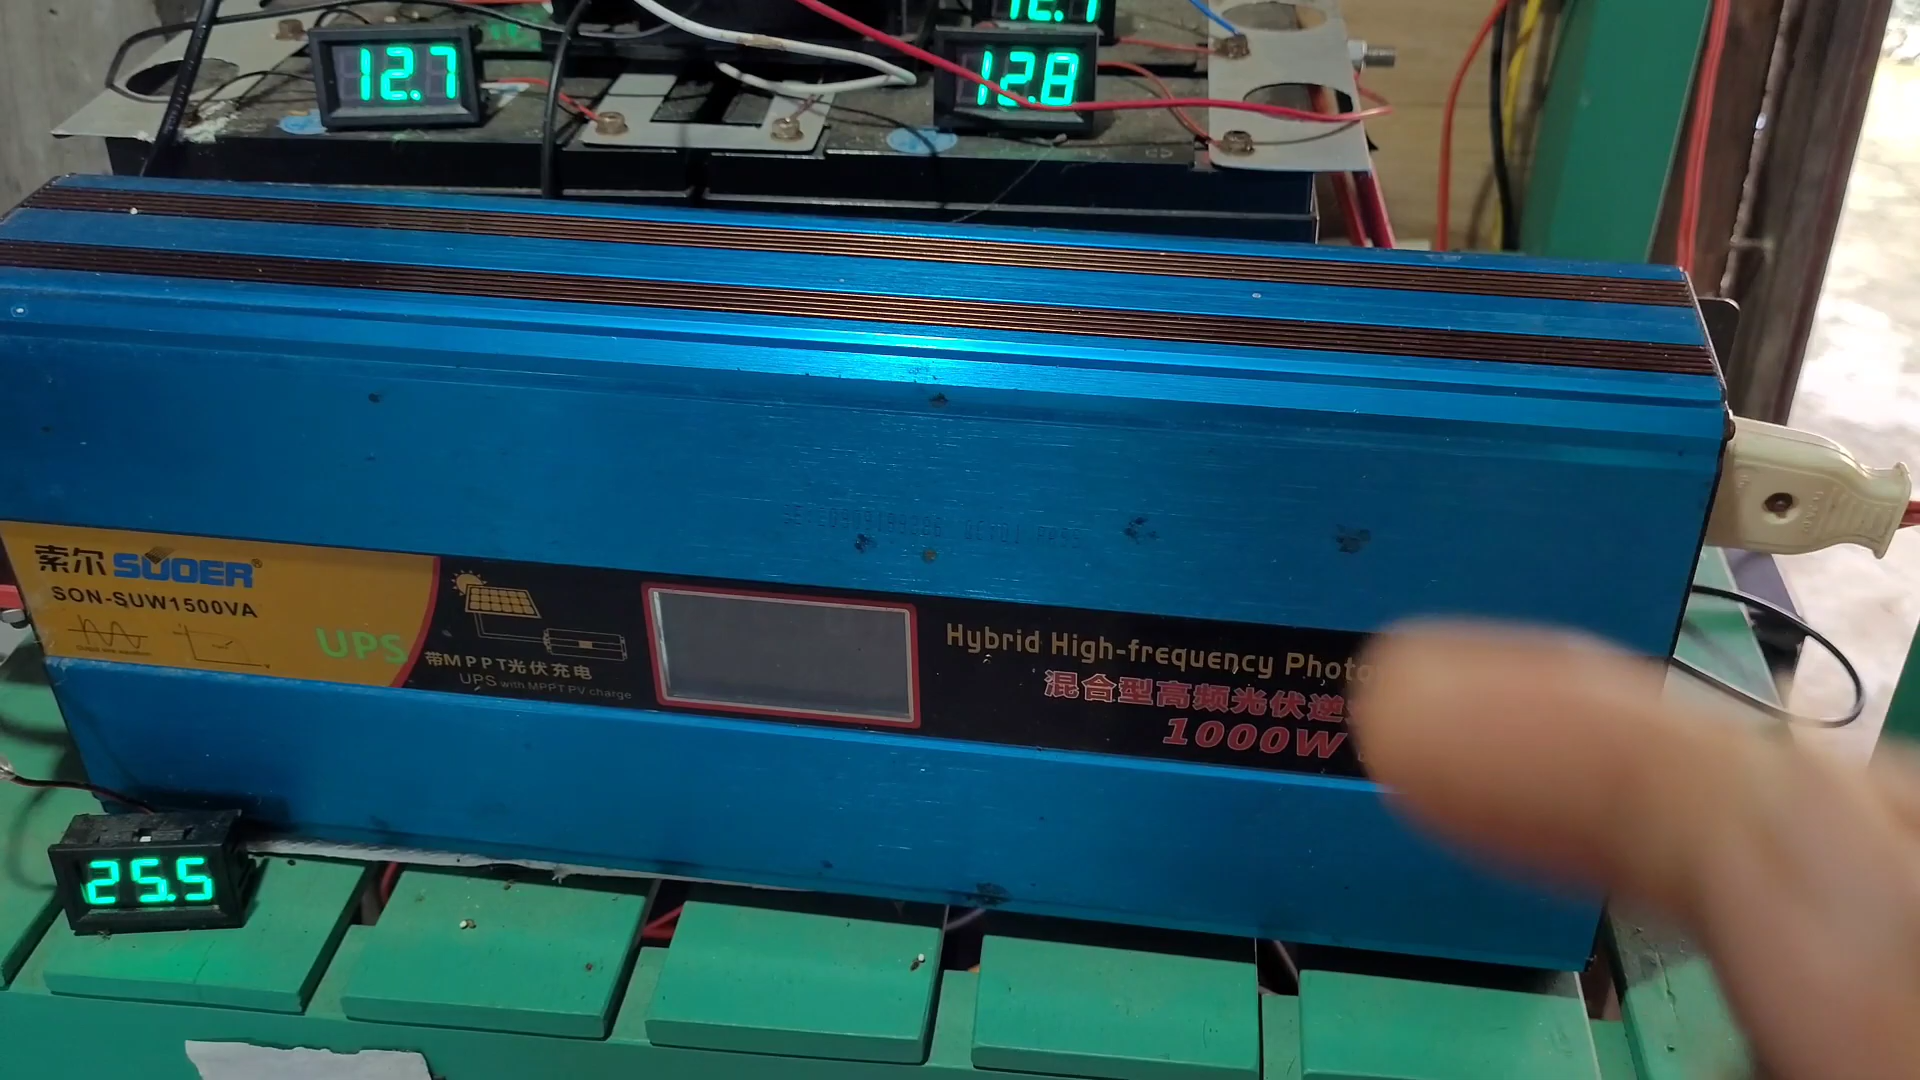 12.7
12.8
索尔 SUOER®
SON-SUW1500VA
UPS
带MPPT光伏充电
UPS with MPPT PV charge
Hybrid High-frequency
混合型高频光伏逆
1000W
25.5